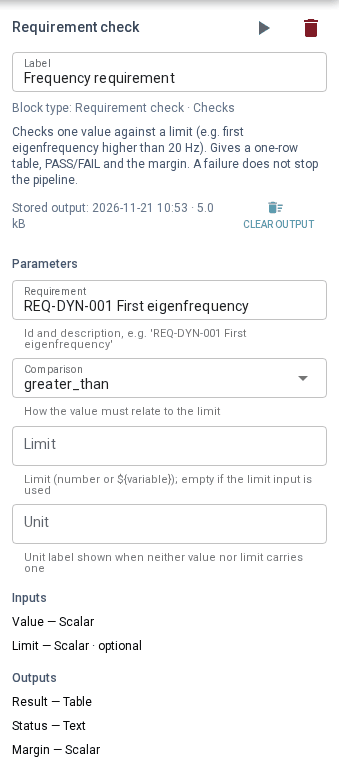 Requirement check
Label
Frequency requirement
Block type: Requirement check · Checks
Checks one value against a limit (e.g. first
eigenfrequency higher than 20 Hz). Gives a one-row
table, PASS/FAIL and the margin. A failure does not stop
the pipeline.
Stored output: 2026-11-21 10:53 · 5.0
kB
CLEAR OUTPUT
Parameters
Requirement
REQ-DYN-001 First eigenfrequency
Id and description, e.g. 'REQ-DYN-001 First
eigenfrequency'
Comparison
greater_than
How the value must relate to the limit
Limit
Limit (number or ${variable}); empty if the limit input is
used
Unit
Unit label shown when neither value nor limit carries
one
Inputs
Value — Scalar
Limit — Scalar · optional
Outputs
Result — Table
Status — Text
Margin — Scalar